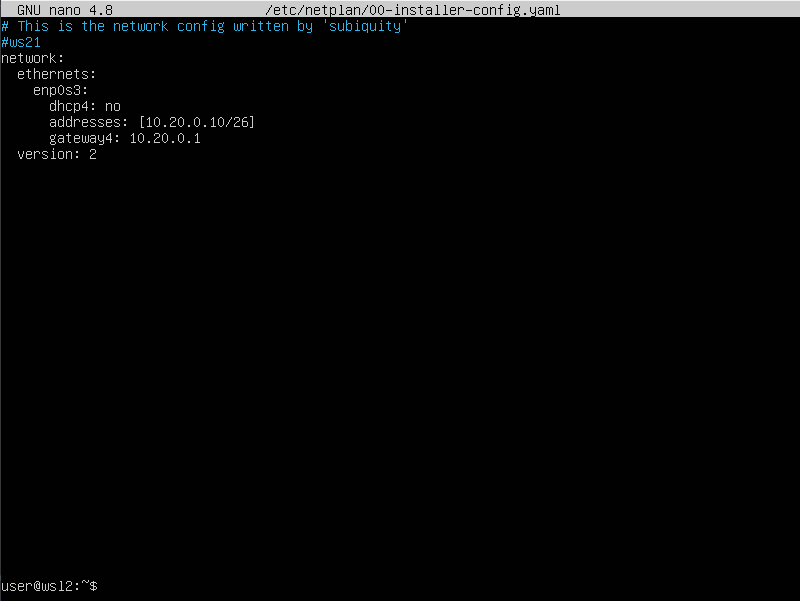 GNU nano 4.8 /etc/netplan/00-installer-config.yaml
# This is the network config written by 'subiquity'
#ws21
network:
  ethernets:
    enp0s3:
      dhcp4: no
      addresses: [10.20.0.10/26]
      gateway4: 10.20.0.1
  version: 2
user@wsl2:~$